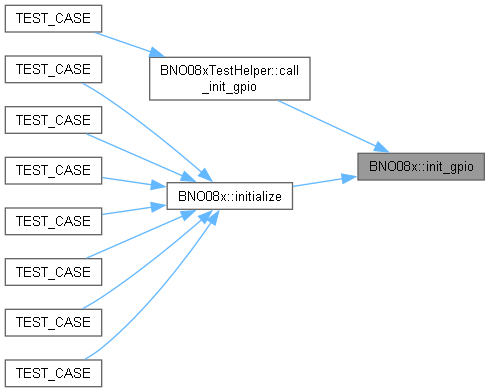 TEST_CASE
BNO08xTestHelper::call
_init_gpio
TEST_CASE
TEST_CASE
TEST_CASE
TEST_CASE
TEST_CASE
TEST_CASE
TEST_CASE
BNO08x::initialize
BNO08x::init_gpio